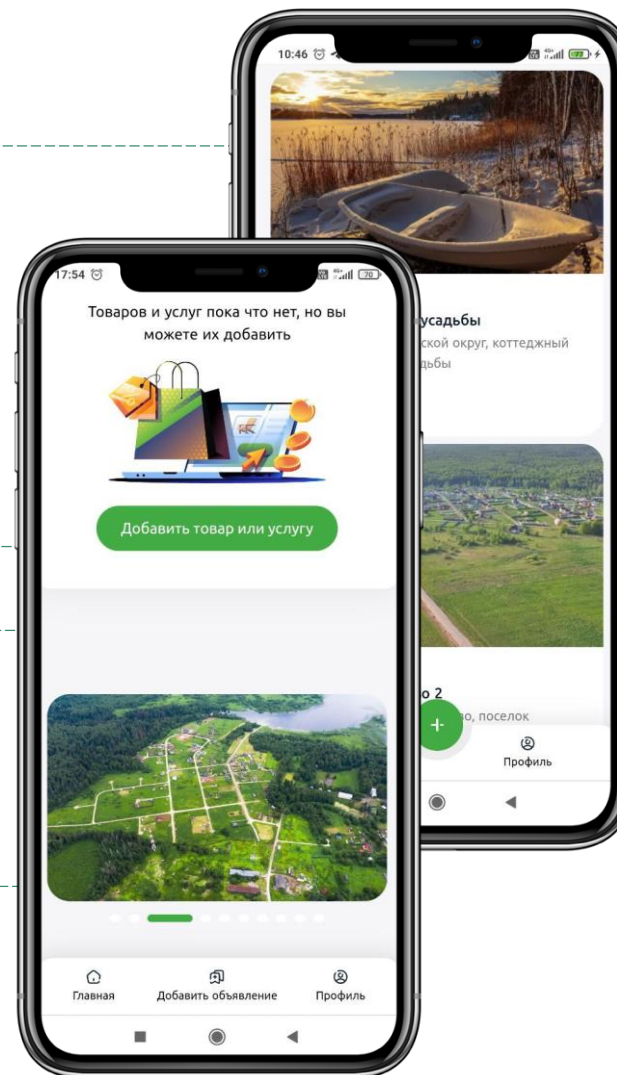 10:46
17:54
70
Товаров и услуг пока что нет, но вы
можете их добавить
Добавить товар или услугу
Главная
Добавить объявление
Профиль
усадьбы
ской округ, коттеджный
дьбы
о 2
во, поселок
Профиль